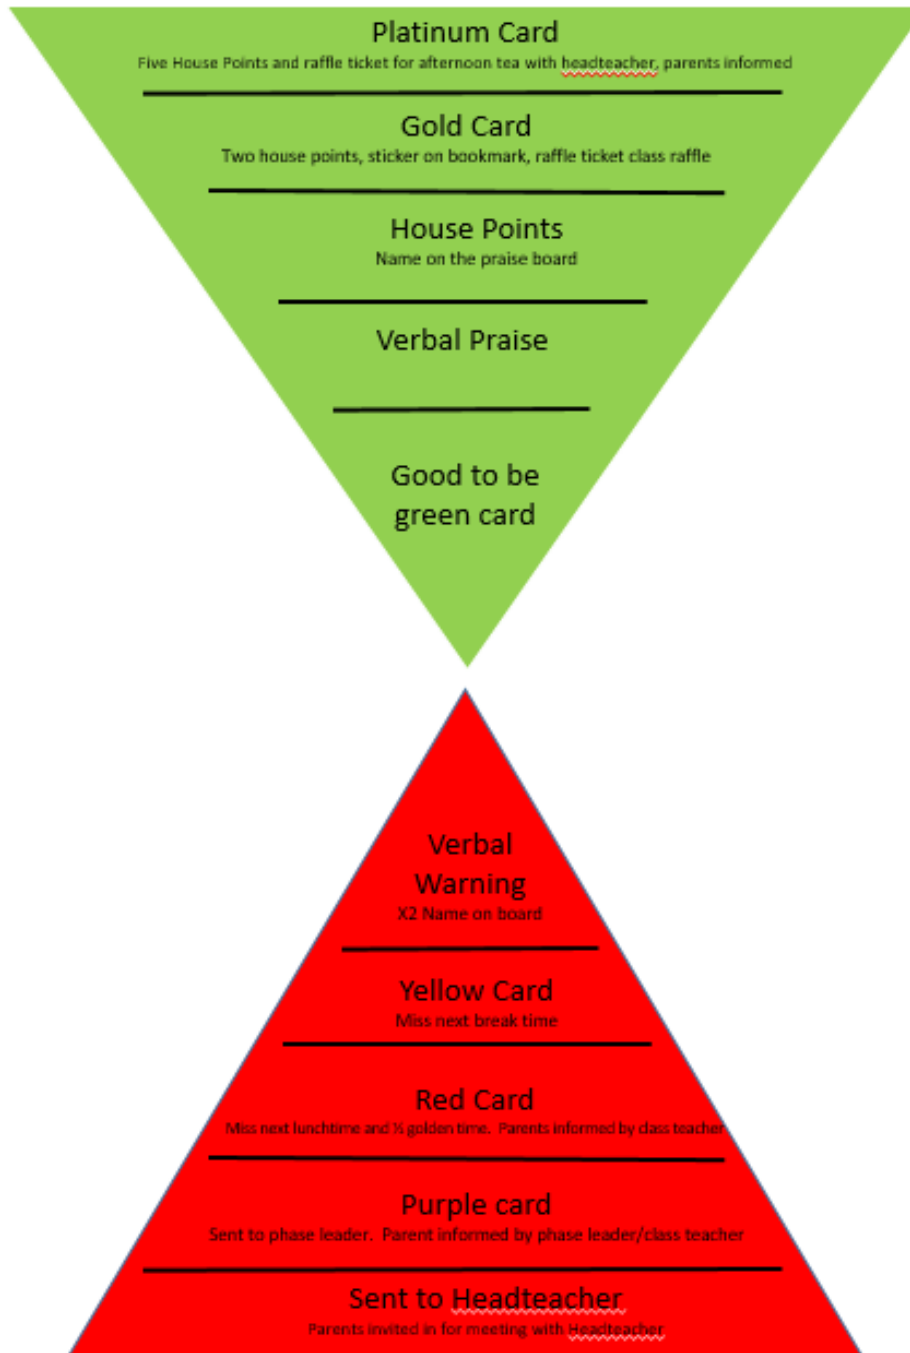 Platinum Card
Five House Points and raffle ticket for afternoon tea with headteacher, parents informed
Gold Card
Two house points, sticker on bookmark, raffle ticket class raffle
House Points
Name on the praise board
Verbal Praise
Good to be
green card
Verbal
Warning
X2 Name on board
Yellow Card
Miss next break time
Red Card
Miss next lunchtime and ½ golden time. Parents informed by class teacher
Purple card
Sent to phase leader. Parent informed by phase leader/class teacher
Sent to Headteacher
Parents invited in for meeting with Headteacher